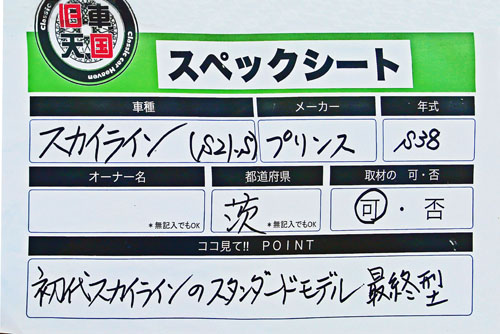 Classic
旧車
天国
Classic car Heaven
スペックシート
車種 メーカー 年式
スカイライン(S21S) プリンス S38
オーナー名 都道府県 取材の 可・否
茨 可・否
*無記入でもOK *無記入でもOK
ココ見て!! POINT
初代スカイラインのスタンダードモデル 最終型